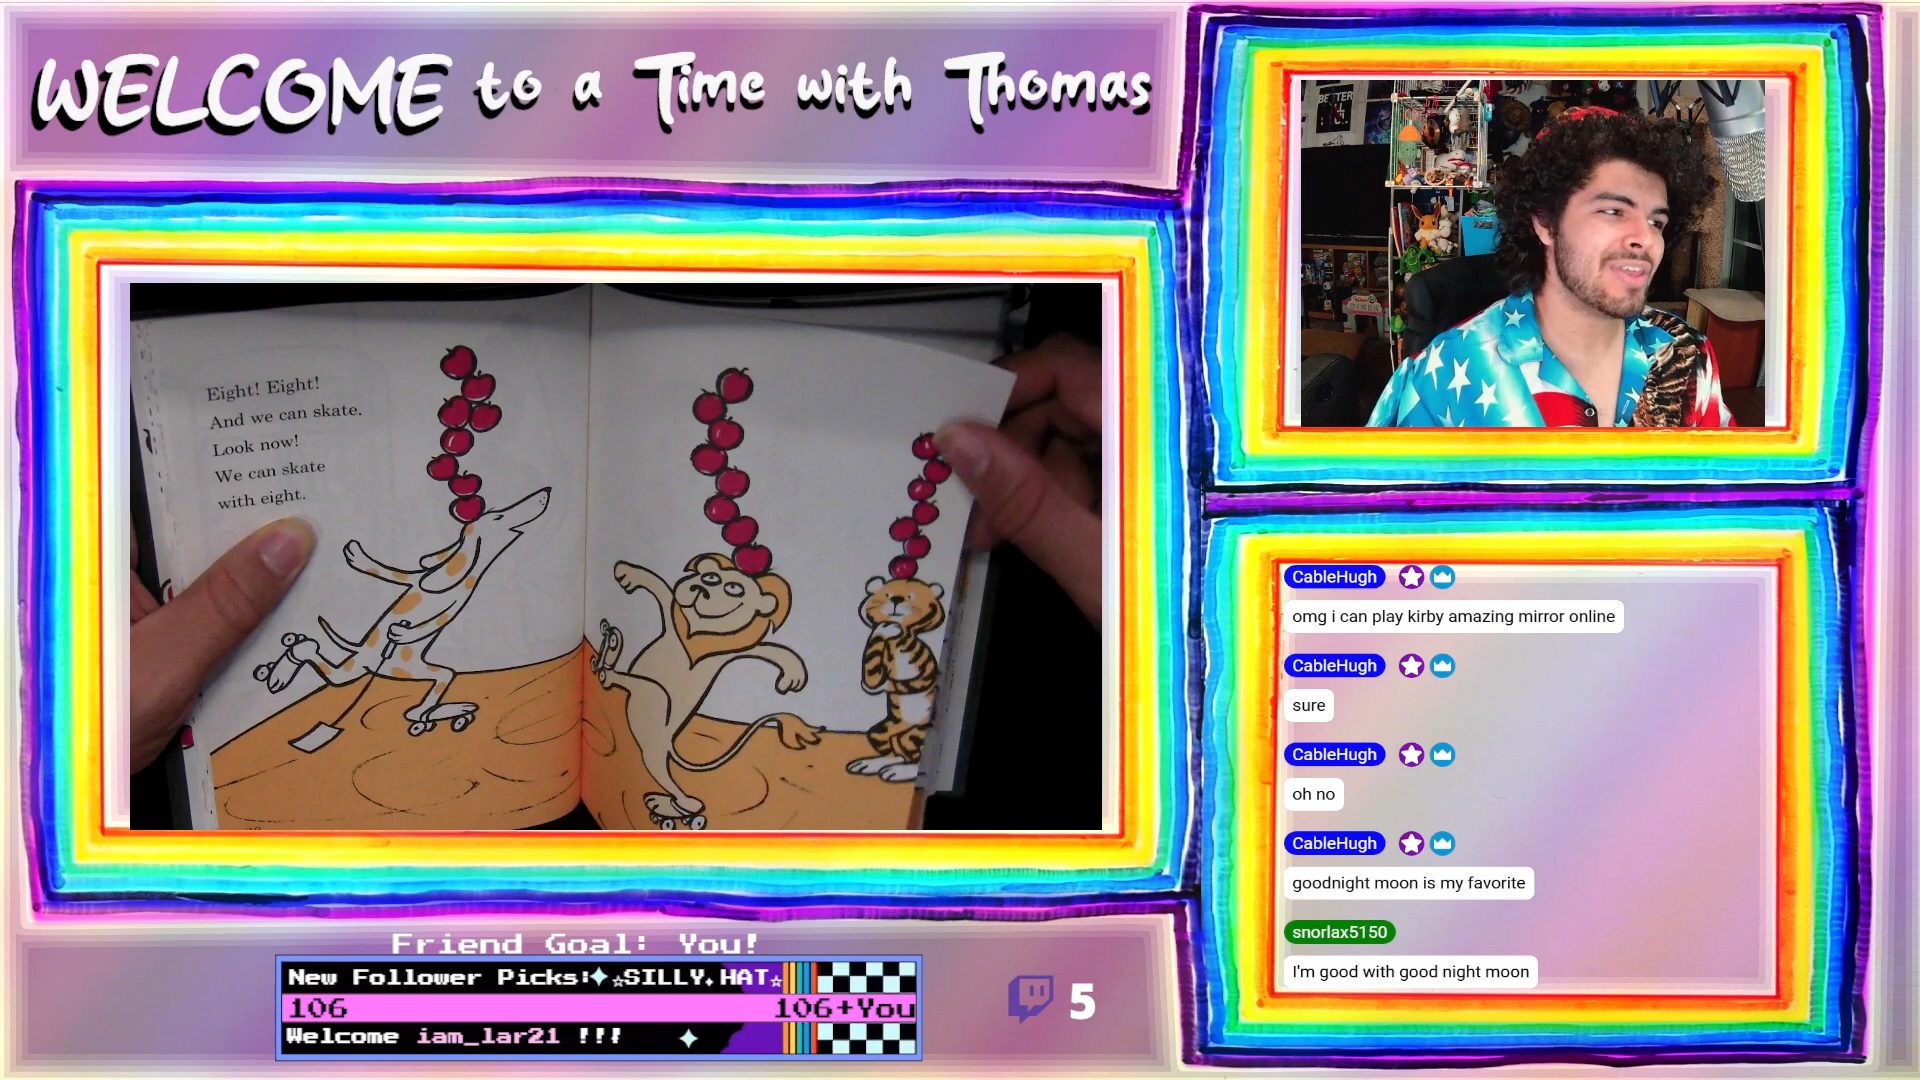 WELCOME to a Time with Thomas
Eight! Eight!
And we can skate.
Look now!
We can skate
with eight.
CableHugh
omg i can play kirby amazing mirror online
CableHugh
sure
CableHugh
oh no
CableHugh
goodnight moon is my favorite
snorlax5150
I'm good with good night moon
Friend Goal: You!
New Follower Picks: SILLY HAT
106 106+You
Welcome iam_lar21 !!!
5